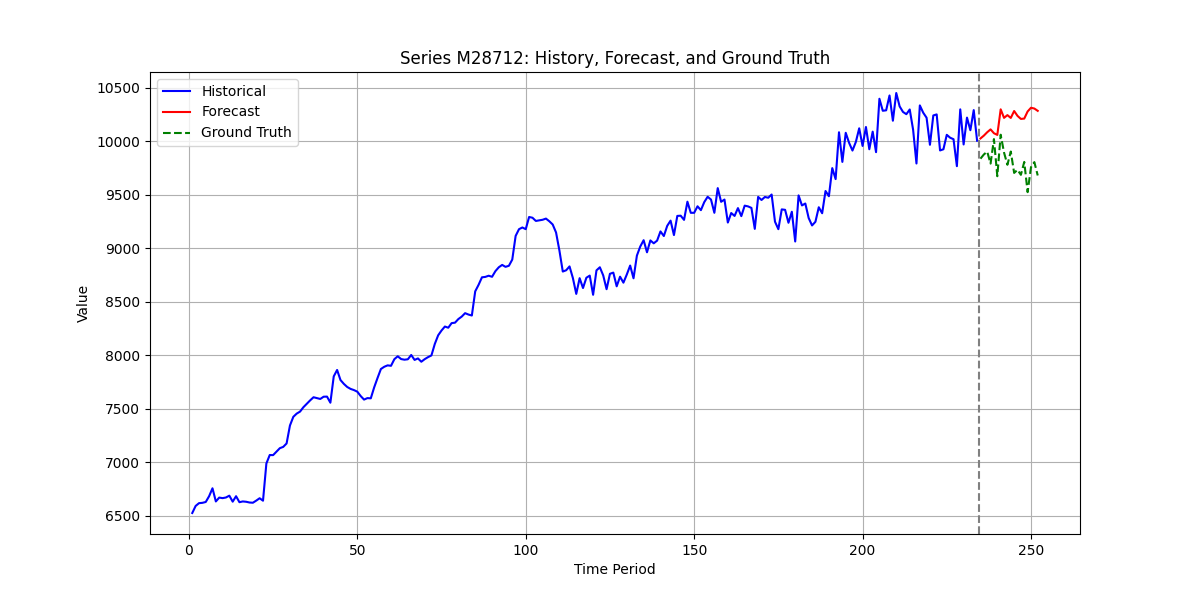 Series M28712: History, Forecast, and Ground Truth
Historical
Forecast
Ground Truth
10500
10000
9500
9000
8500
8000
7500
7000
6500
Value
0 50 100 150 200 250
Time Period